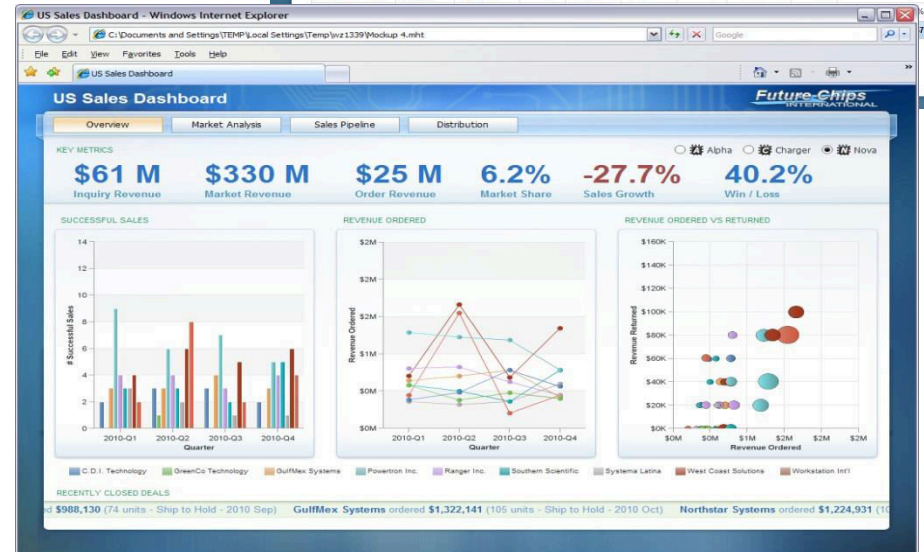 US Sales Dashboard - Windows Internet Explorer
C:\Documents and Settings\TEMP\Local Settings\Temp\wz1339\Mockup 4.mht
Google
File Edit View Favorites Tools Help
US Sales Dashboard
US Sales Dashboard
Future Chips
INTERNATIONAL
Overview Market Analysis Sales Pipeline Distribution
KEY METRICS
Alpha Charger Nova
$61 M $330 M $25 M 6.2% -27.7% 40.2%
Inquiry Revenue Market Revenue Order Revenue Market Share Sales Growth Win / Loss
SUCCESSFUL SALES
# Successful Sales
14
12
10
8
6
4
2
0
2010-Q1 2010-Q2 2010-Q3 2010-Q4
Quarter
REVENUE ORDERED
Revenue Ordered
$2M
$2M
$2M
$1M
$0M
$0M
2010-Q1 2010-Q2 2010-Q3 2010-Q4
Quarter
REVENUE ORDERED VS RETURNED
Revenue Returned
$160K
$140K
$120K
$100K
$80K
$60K
$40K
$20K
$0K
$0M $0M $1M $2M $2M $2M
Revenue Ordered
C.D.I. Technology GreenCo Technology GulfMex Systems Powertron Inc. Ranger Inc. Southern Scientific Systema Latina West Coast Solutions Workstation Int'l
RECENTLY CLOSED DEALS
ed $988,130 (74 units - Ship to Hold - 2010 Sep) GulfMex Systems ordered $1,322,141 (105 units - Ship to Hold - 2010 Oct) Northstar Systems ordered $1,224,931 (10